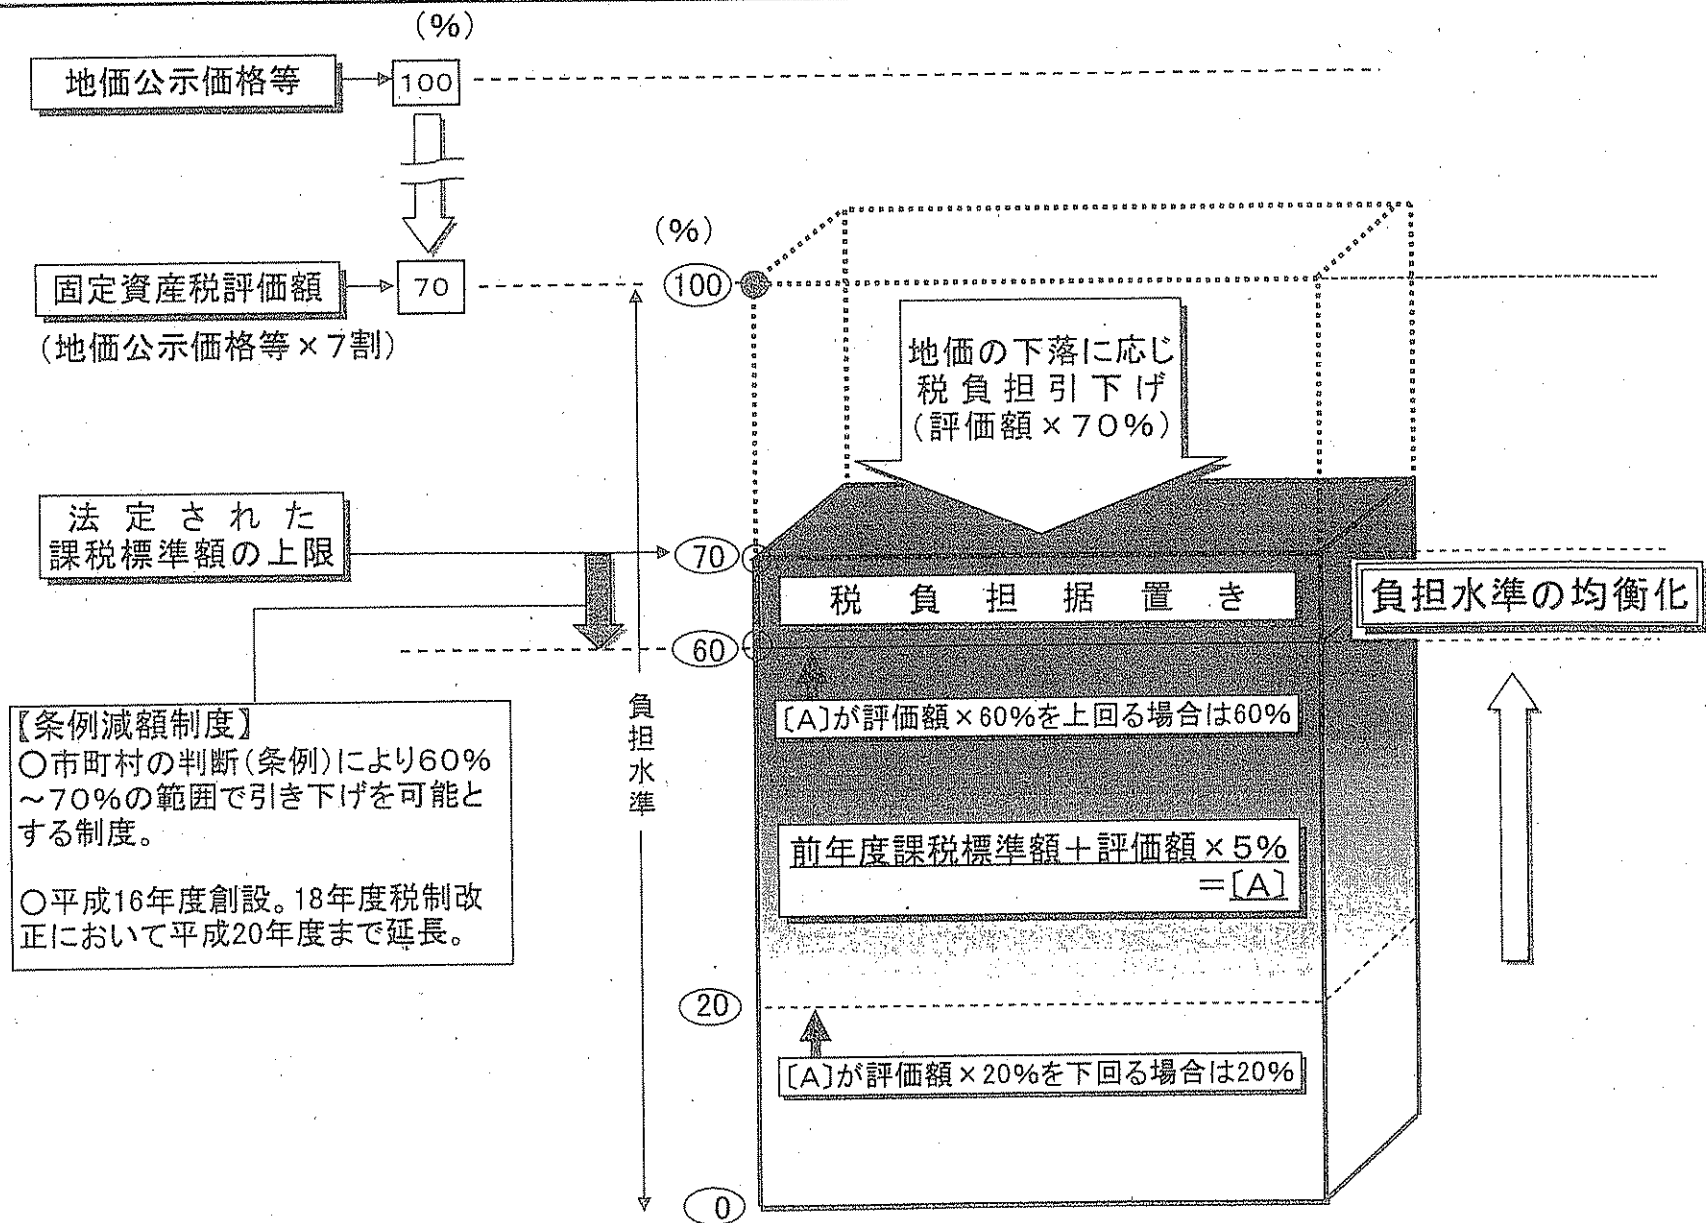 (%)
地価公示価格等
100
(%)
固定資産税評価額
70
(地価公示価格等×7割)
100
地価の下落に応じ
税負担引下げ
(評価額×70%)
法定された
課税標準額の上限
70
税負担据置き
負担水準の均衡化
60
負担水準
〔A〕が評価額×60%を上回る場合は60%
【条例減額制度】
○市町村の判断(条例)により60%
~70%の範囲で引き下げを可能と
する制度。
○平成16年度創設。18年度税制改
正において平成20年度まで延長。
前年度課税標準額+評価額×5%
=〔A〕
20
〔A〕が評価額×20%を下回る場合は20%
0